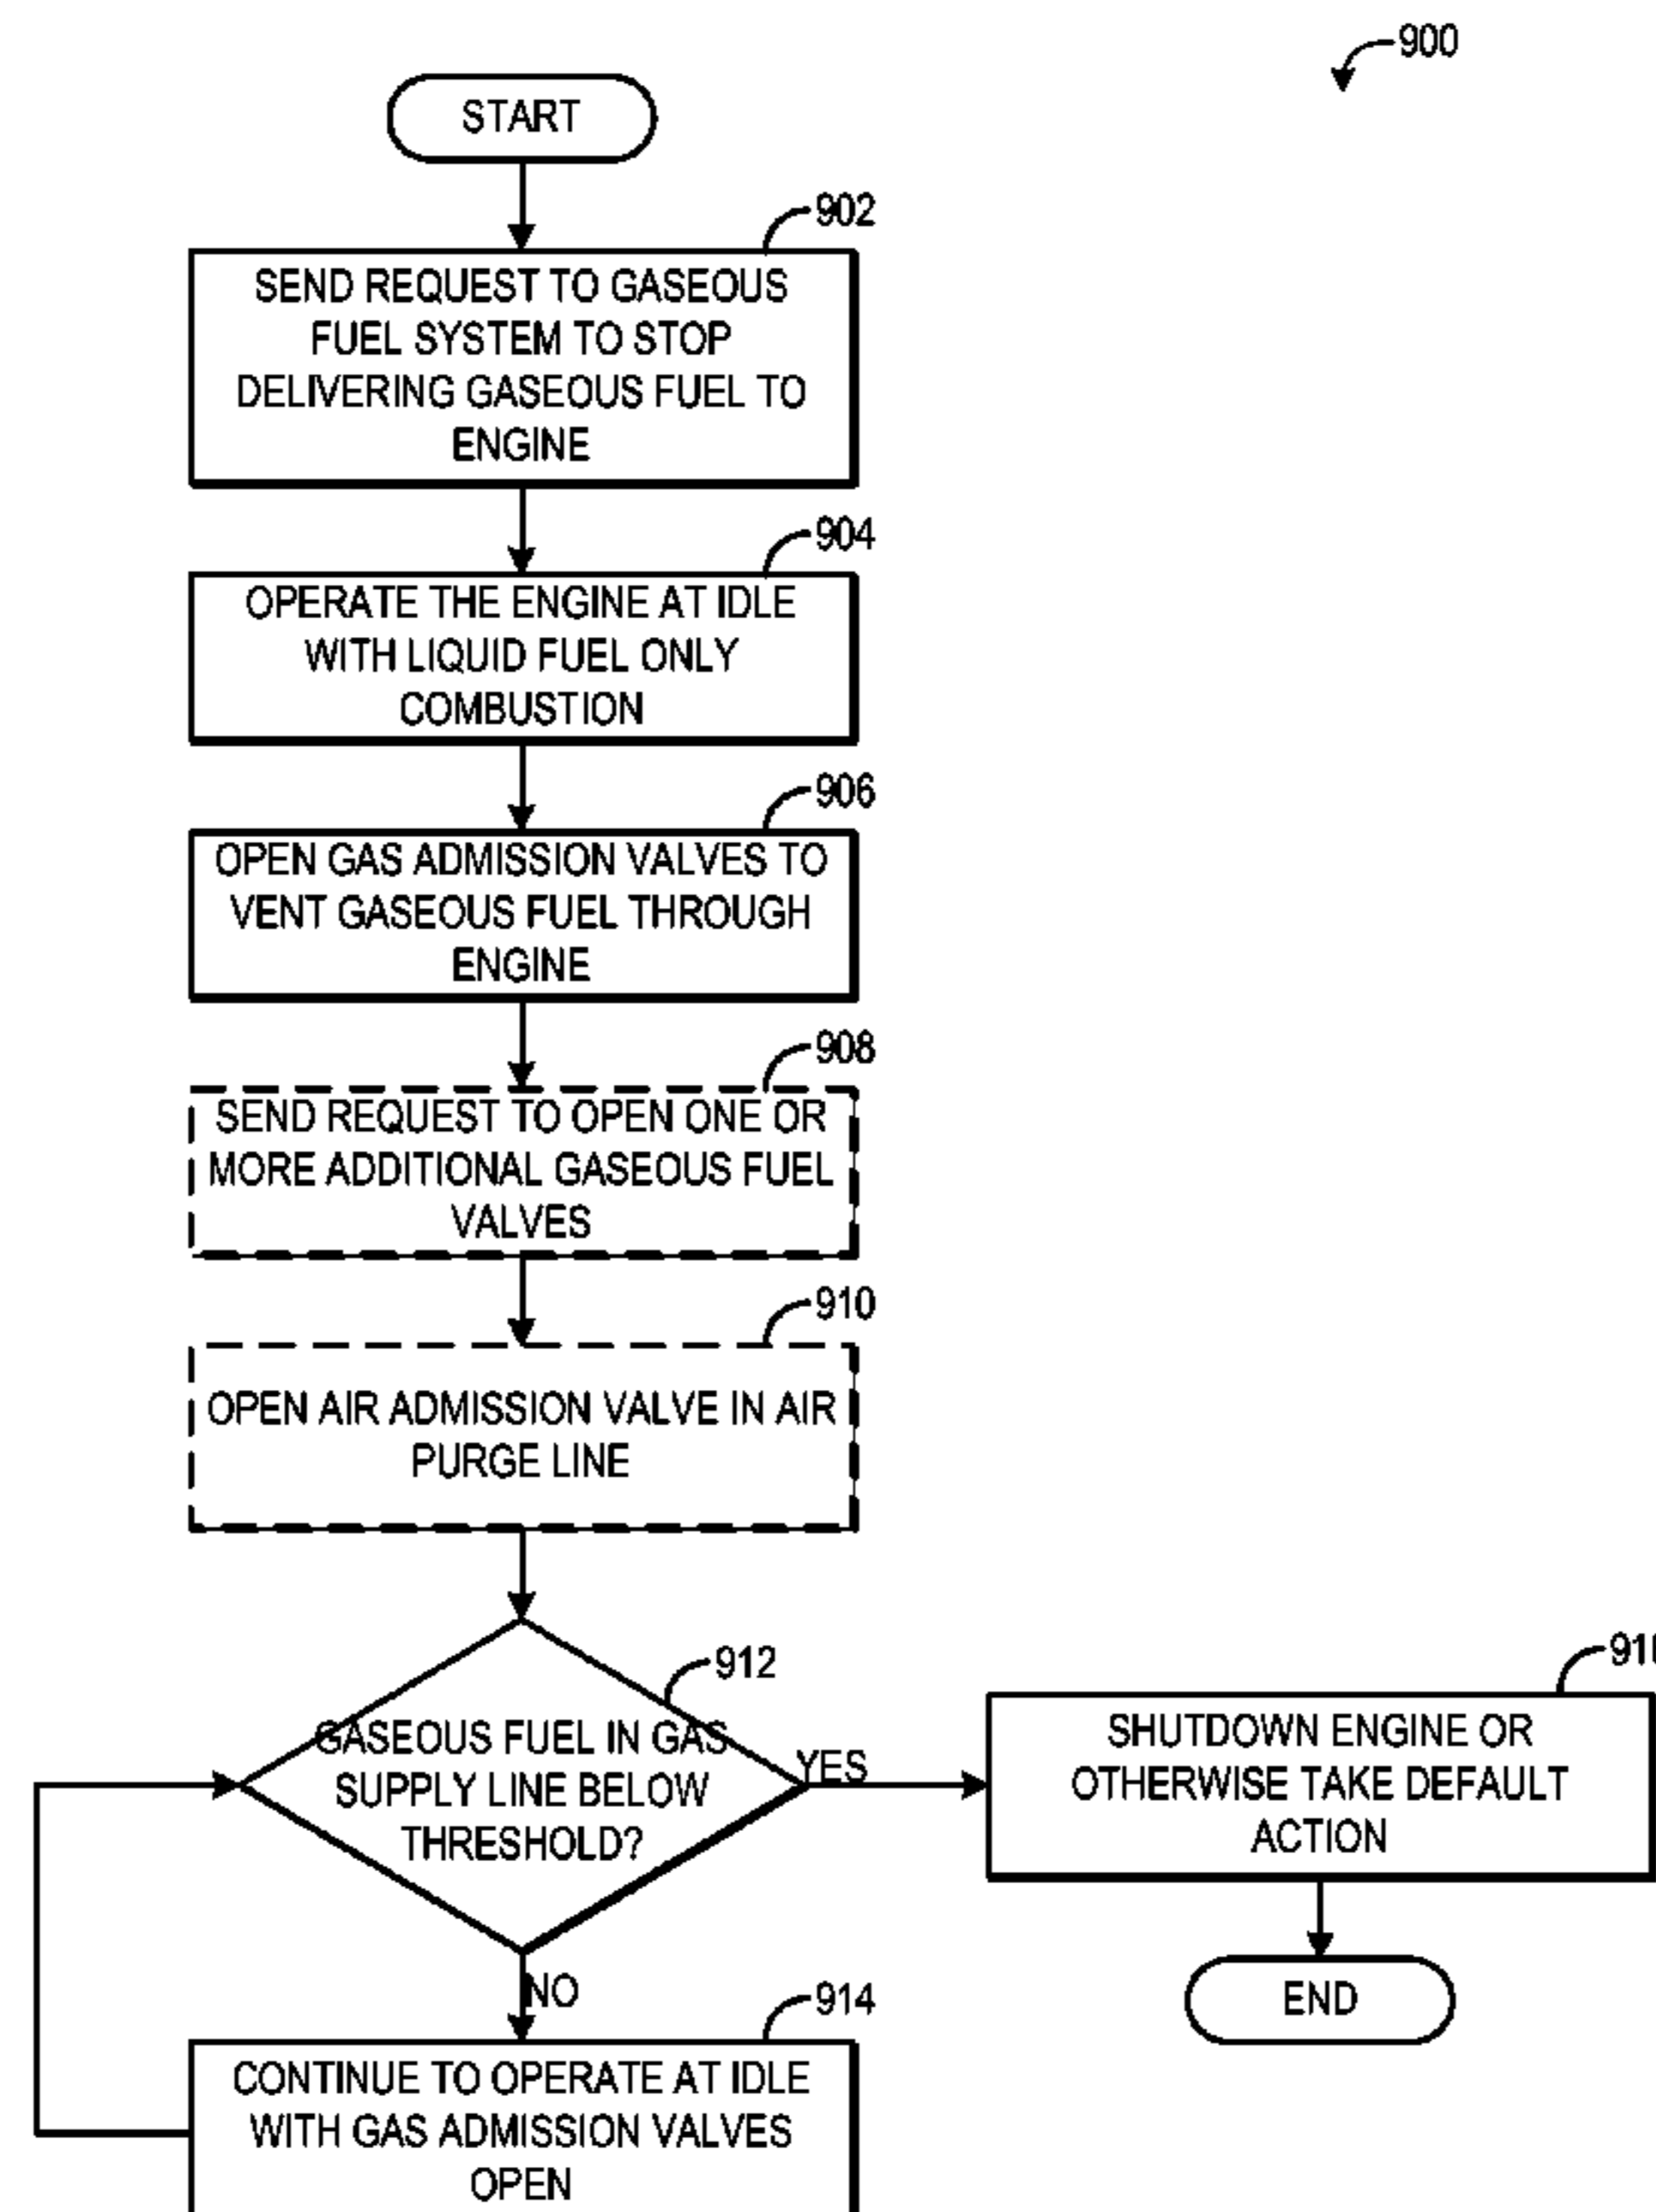 900
START
902
SEND REQUEST TO GASEOUS
FUEL SYSTEM TO STOP
DELIVERING GASEOUS FUEL TO
ENGINE
904
OPERATE THE ENGINE AT IDLE
WITH LIQUID FUEL ONLY
COMBUSTION
906
OPEN GAS ADMISSION VALVES TO
VENT GASEOUS FUEL THROUGH
ENGINE
908
SEND REQUEST TO OPEN ONE OR
MORE ADDITIONAL GASEOUS FUEL
VALVES
910
OPEN AIR ADMISSION VALVE IN AIR
PURGE LINE
912
GASEOUS FUEL IN GAS
SUPPLY LINE BELOW
THRESHOLD?
YES
SHUTDOWN ENGINE OR
OTHERWISE TAKE DEFAULT
ACTION
END
NO
914
CONTINUE TO OPERATE AT IDLE
WITH GAS ADMISSION VALVES
OPEN